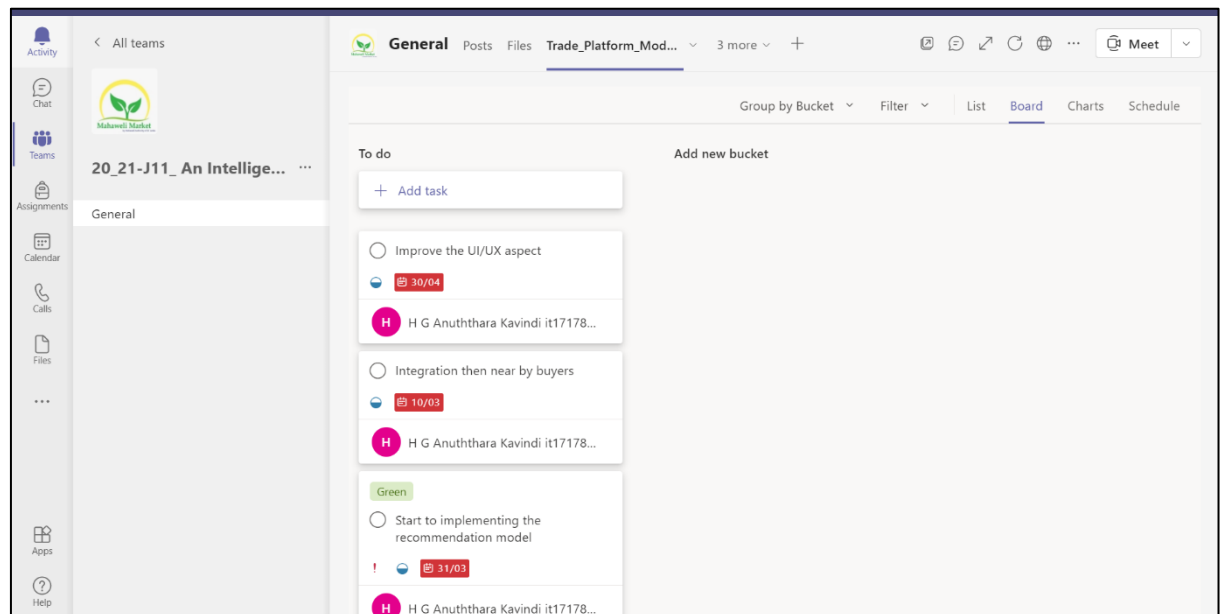 Activity
Chat
Teams
Assignments
Calendar
Calls
Files
Apps
Help
All teams
Mahaweli Market
20_21-J11_ An Intellige... ...
General
General Posts Files Trade_Platform_Mod... 3 more +
Meet
Group by Bucket Filter List Board Charts Schedule
To do
Add new bucket
+ Add task
Improve the UI/UX aspect
30/04
H H G Anuththara Kavindi it17178...
Integration then near by buyers
10/03
H H G Anuththara Kavindi it17178...
Green
Start to implementing the
recommendation model
! 31/03
H H G Anuththara Kavindi it17178...